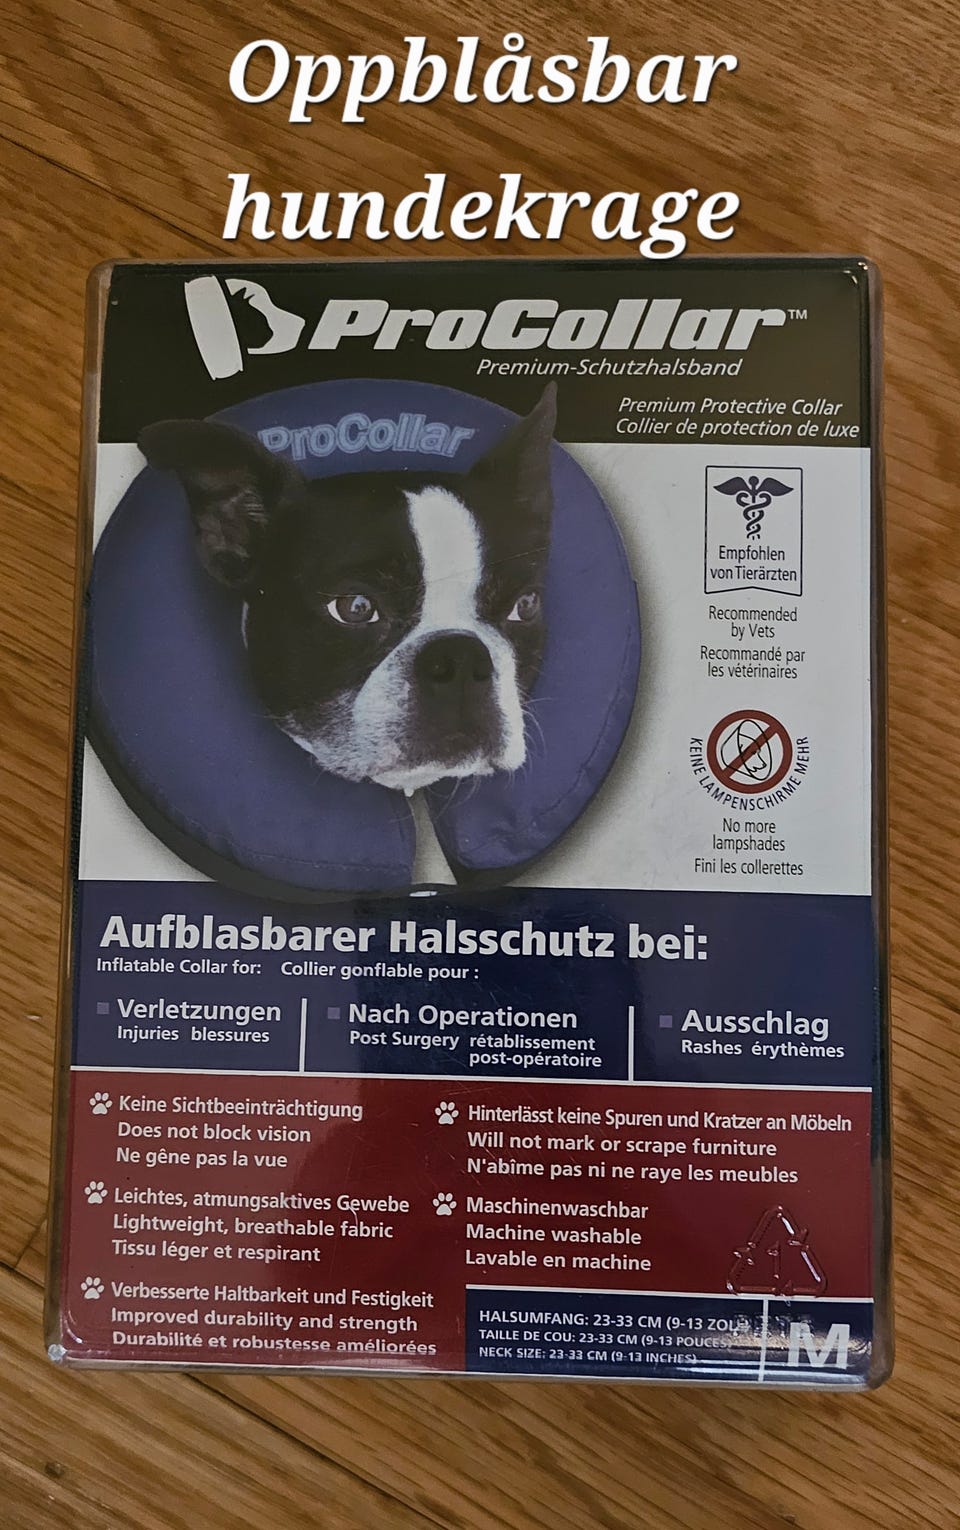 Oppblåsbar
hundekrage
ProCollar™
Premium-Schutzhalsband
Premium Protective Collar
Collier de protection de luxe
ProCollar
Empfohlen
von Tierärzten
Recommended
by Vets
Recommandé par
les vétérinaires
KEINE LAMPENSCHIRME MEHR
No more
lampshades
Fini les collerettes
Aufblasbarer Halsschutz bei:
Inflatable Collar for: Collier gonflable pour :
Verletzungen
Injuries blessures
Nach Operationen
Post Surgery rétablissement
post-opératoire
Ausschlag
Rashes érythèmes
Keine Sichtbeeinträchtigung
Does not block vision
Ne gêne pas la vue
Leichtes, atmungsaktives Gewebe
Lightweight, breathable fabric
Tissu léger et respirant
Verbesserte Haltbarkeit und Festigkeit
Improved durability and strength
Durabilité et robustesse améliorées
Hinterlässt keine Spuren und Kratzer an Möbeln
Will not mark or scrape furniture
N'abîme pas ni ne raye les meubles
Maschinenwaschbar
Machine washable
Lavable en machine
1
HALSUMFANG: 23-33 CM (9-13 ZOLL)
TAILLE DE COU: 23-33 CM (9-13 POUCES)
NECK SIZE: 23-33 CM (9-13 INCHES)
M